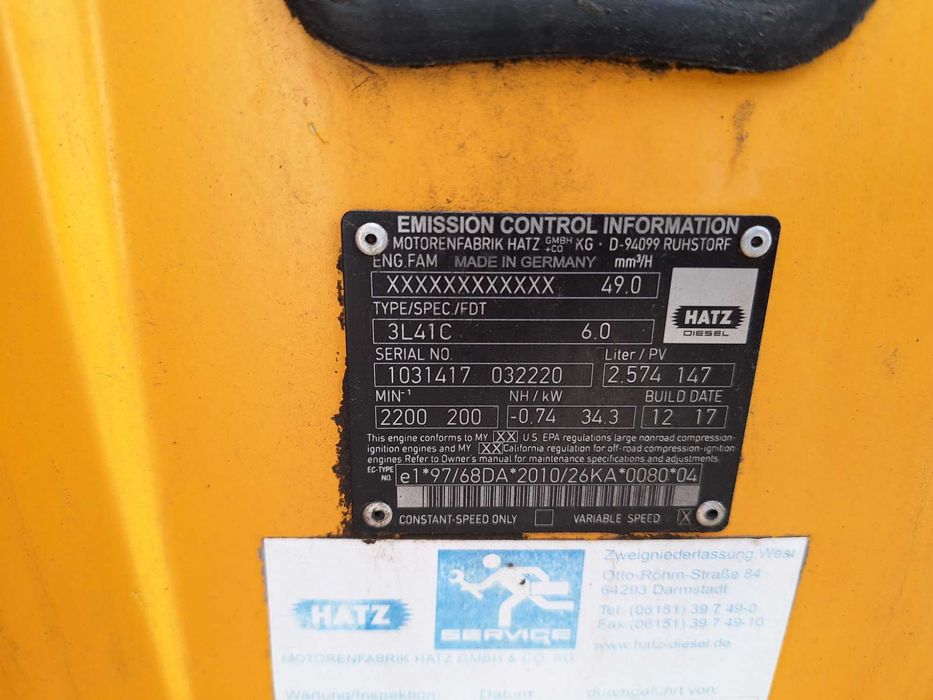 EMISSION CONTROL INFORMATION
MOTORENFABRIK HATZ GMBH +CO KG · D-94099 RUHSTORF
ENG.FAM MADE IN GERMANY mm³/H
XXXXXXXXXXXX 49.0
TYPE/SPEC./FDT
3L41C 6.0
HATZ
DIESEL
SERIAL NO. Liter / PV
1031417 032220 2.574 147
MIN⁻¹ NH / kW BUILD DATE
2200 200 -0.74 34.3 12 17
This engine conforms to MY XX U.S. EPA regulations large nonroad compression-
ignition engines and MY XX California regulation for off-road compression-ignition
engines. Refer to Owner's manual for maintenance specifications and adjustments.
EC-TYPE NO. e1*97/68DA*2010/26KA*0080*04
CONSTANT-SPEED ONLY VARIABLE SPEED X
HATZ
SERVICE
MOTORENFABRIK HATZ GMBH & CO. KG
Zweigniederlassung West
Otto-Röhm-Straße 84
64293 Darmstadt
Tel: (06151) 39 7 49-0
Fax:(06151) 39 7 49-10
www.hatz-diesel.de
Wartung/Inspektion Datum durchgeführt von: